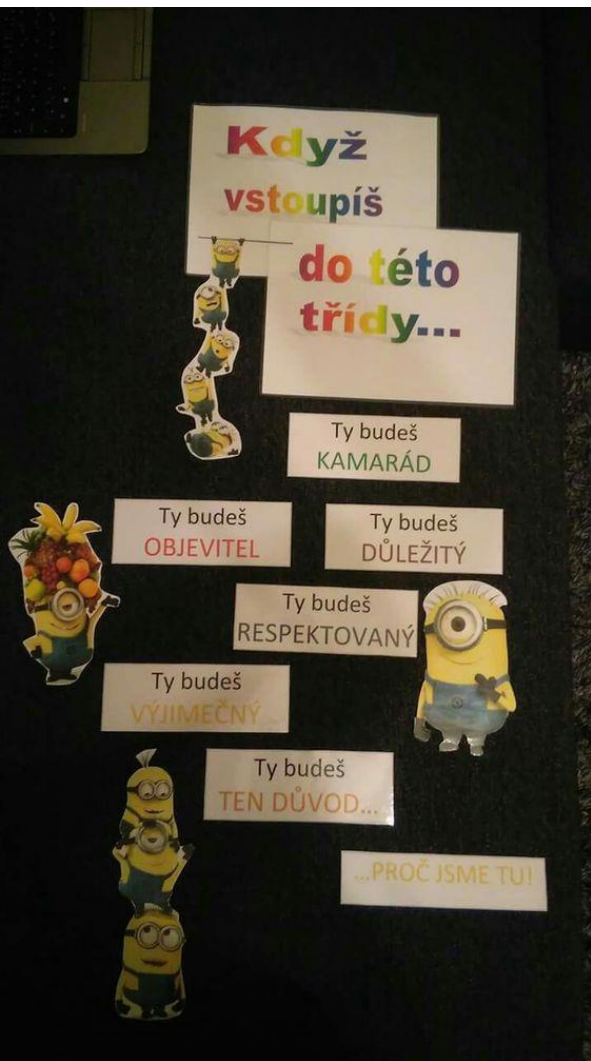 Když
vstoupíš
do této
třídy...
Ty budeš
KAMARÁD
Ty budeš
OBJEVITEL
Ty budeš
DŮLEŽITÝ
Ty budeš
RESPEKTOVANÝ
Ty budeš
VÝJIMEČNÝ
Ty budeš
TEN DŮVOD...
...PROČ JSME TU!